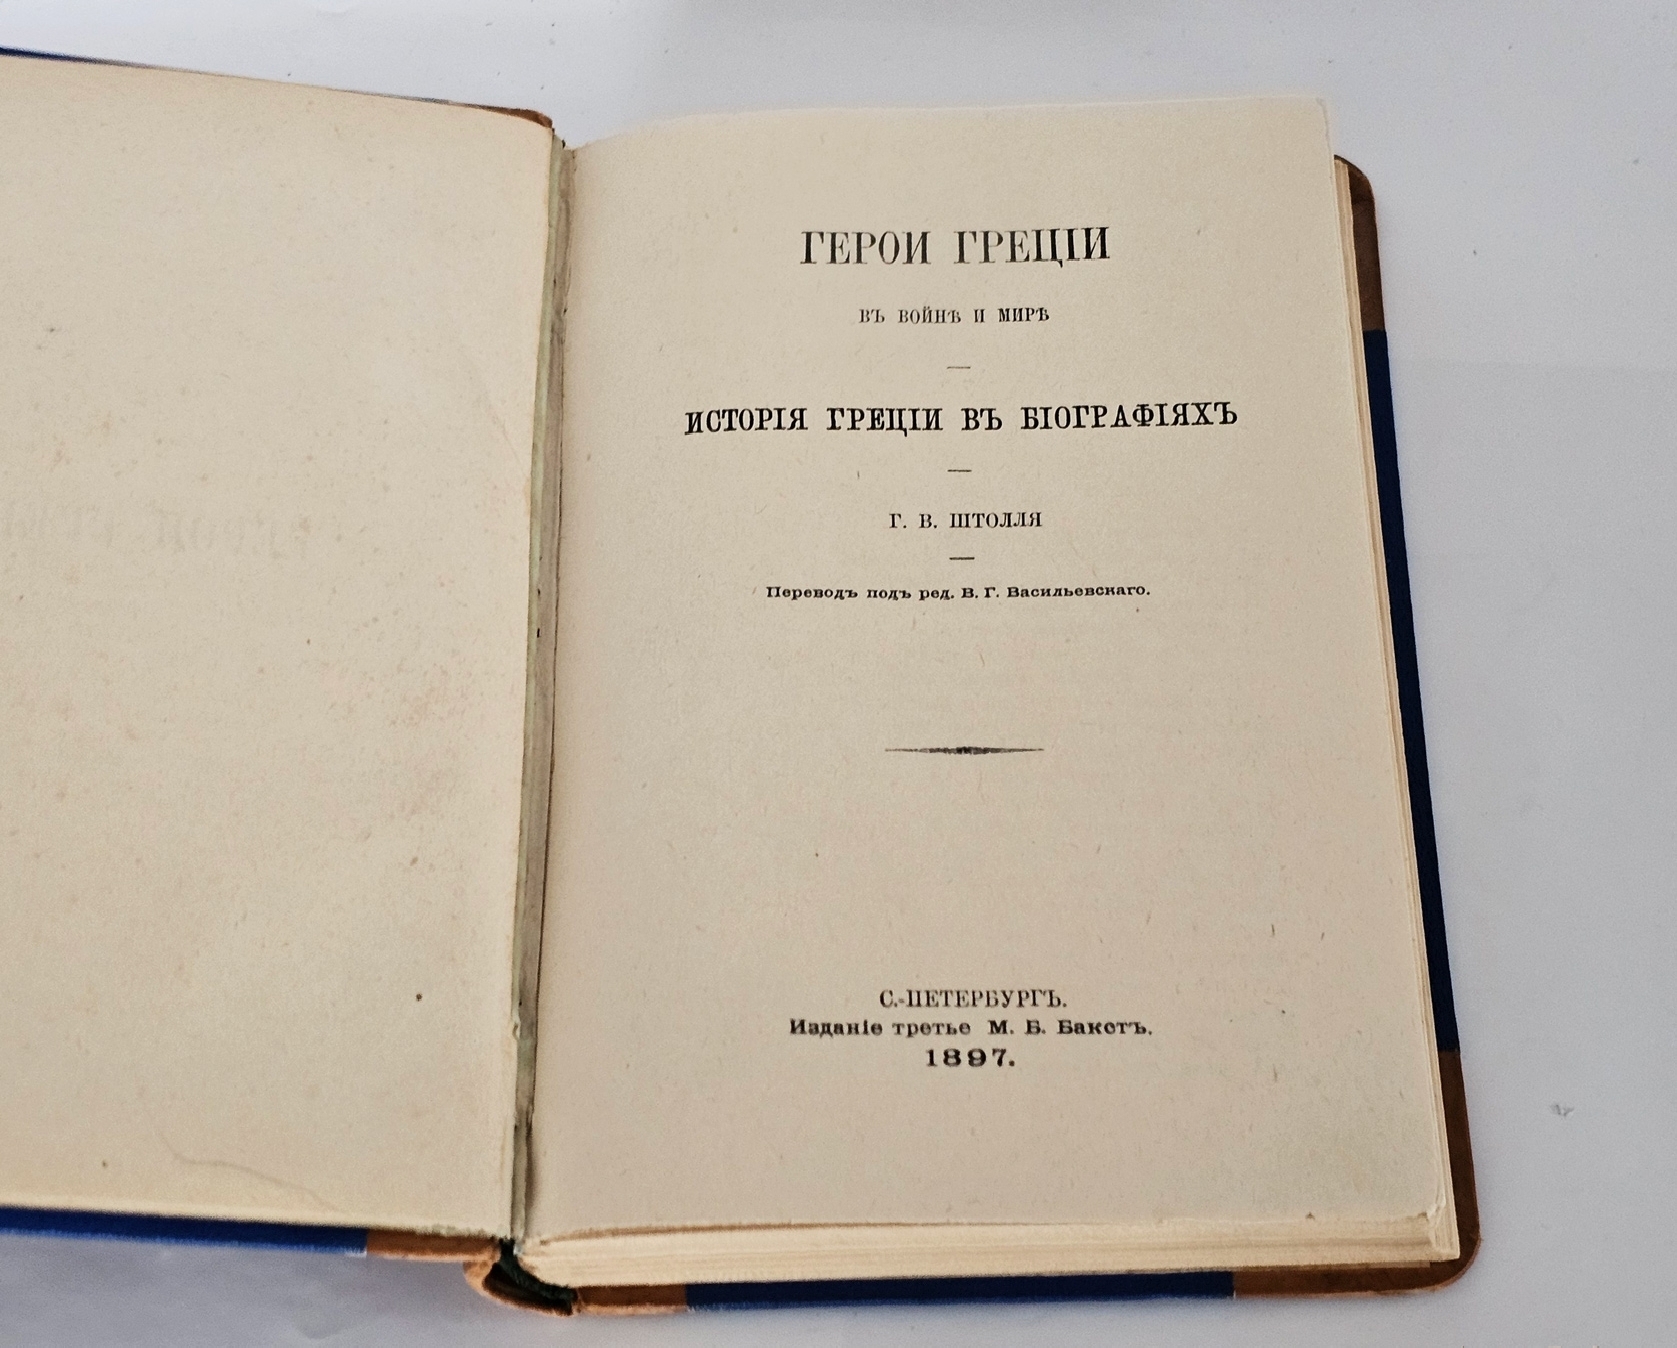 ГЕРОИ ГРЕЦІИ
ВЪ ВОЙНѢ И МИРѢ
ИСТОРІЯ ГРЕЦІИ ВЪ БІОГРАФІЯХЪ
Г. В. ШТОЛЛЯ
Переводъ подъ ред. В. Г. Васильевскаго.
С.-ПЕТЕРБУРГЪ.
Изданіе третье М. Б. Бакстъ.
1897.